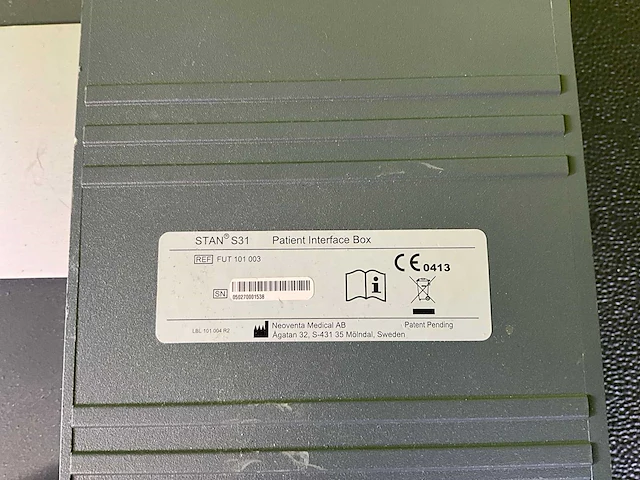 STAN® S31 Patient Interface Box
REF FUT 101 003
CE 0413
SN
050270001538
LBL 101 004 R2
Neoventa Medical AB
Ågatan 32, S-431 35 Mölndal, Sweden
Patent Pending